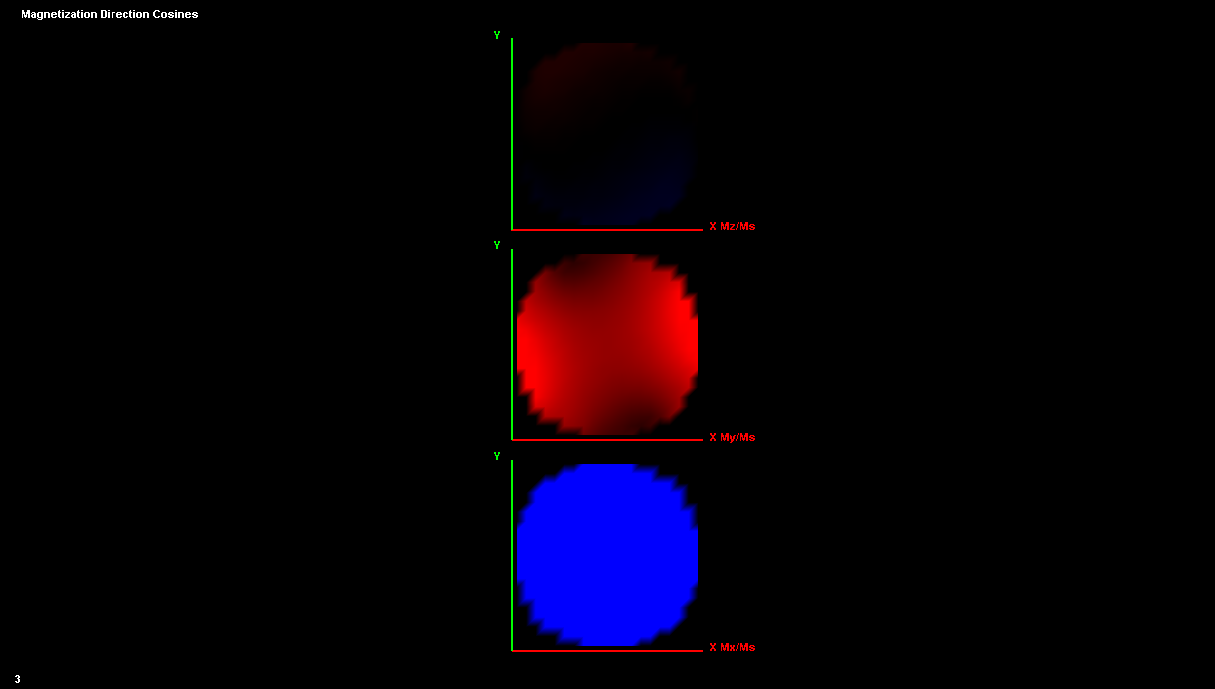 Magnetization Direction Cosines
Y
X Mz/Ms
Y
X My/Ms
Y
X Mx/Ms
3